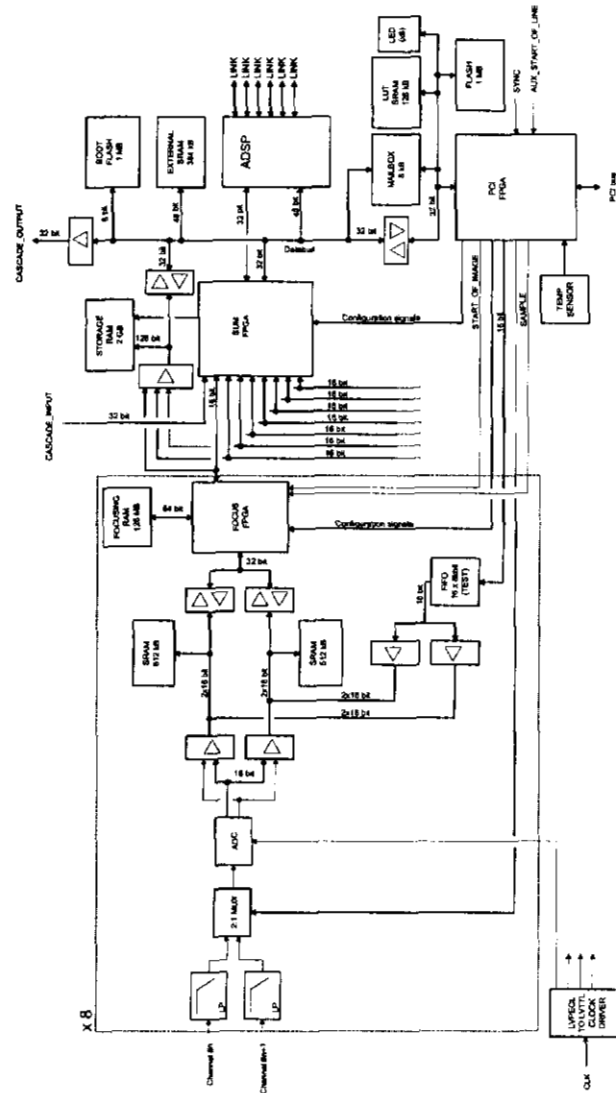 CASCADE_OUTPUT
32 bit
BOOT
FLASH
1 MB
8 bit
EXTERNAL
SRAM
384 kB
48 bit
ADSP
LINK
LINK
LINK
LINK
LINK
LINK
32 bit
48 bit
Databus
32 bit
32 bit
32 bit
32 bit
LED
LUT
SRAM
128 kB
FLASH
1 MB
MAILBOX
8 kB
SYNC
AUX_START_OF_LINE
PCI
FPGA
PCI bus
TEMP
SENSOR
STORAGE
RAM
2 GB
128 bit
SUM
FPGA
Configuration signals
START_OF_IMAGE
16 bit
SAMPLE
CASCADE_INPUT
32 bit
16 bit
16 bit
16 bit
16 bit
16 bit
16 bit
16 bit
16 bit
FOCUSING
RAM
128 MB
64 bit
FOCUS
FPGA
Configuration signals
32 bit
SRAM
512 kB
SRAM
512 kB
2x16 bit
2x16 bit
16 bit
FIFO
(TEST)
16 bit
2x16 bit
2x16 bit
ADC
2:1 MUX
LP
LP
Channel
Channel
X 8
LVPECL
TO LVTTL
CLOCK
DRIVER
CLK